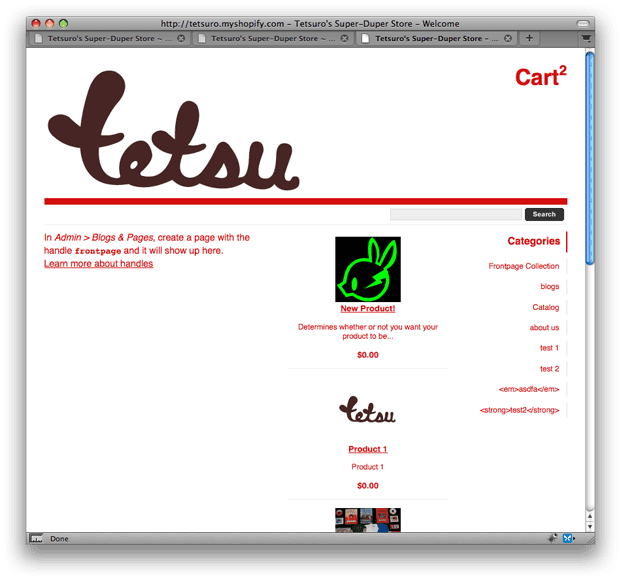 http://tetsuro.myshopify.com – Tetsuro's Super-Duper Store – Welcome
Tetsuro's Super-Duper Store ~ ...
Tetsuro's Super-Duper Store ~ ...
Tetsuro's Super-Duper Store – ...
Cart2
tetsu
Search
In Admin > Blogs & Pages, create a page with the
handle frontpage and it will show up here.
Learn more about handles
New Product!
Determines whether or not you want your
product to be...
$0.00
tetsu
Product 1
Product 1
$0.00
Categories
Frontpage Collection
blogs
Catalog
about us
test 1
test 2
<em>asdfa</em>
<strong>test2</strong>
Done